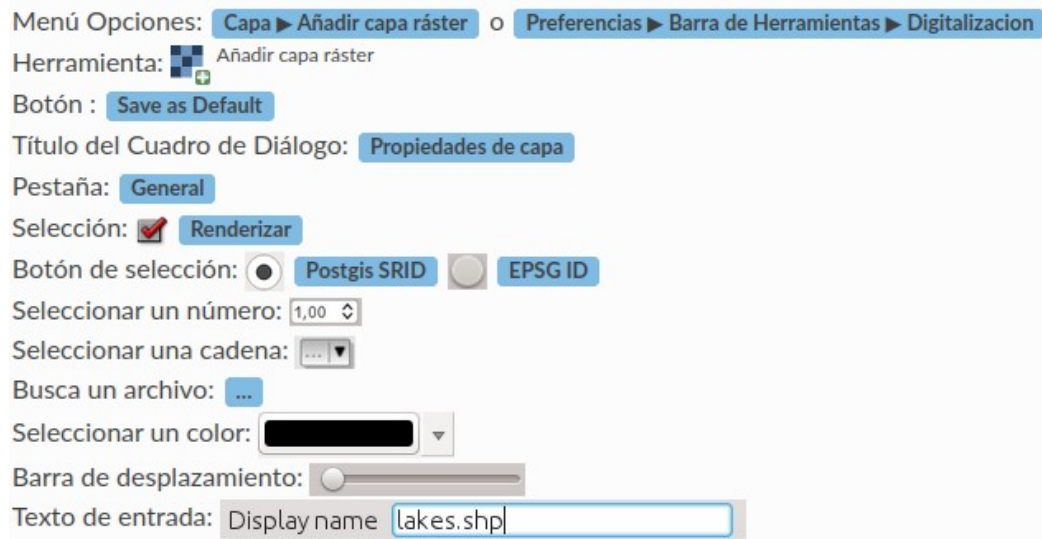 Menú Opciones: Capa ▶ Añadir capa ráster o Preferencias ▶ Barra de Herramientas ▶ Digitalizacion
Herramienta: Añadir capa ráster
Botón : Save as Default
Título del Cuadro de Diálogo: Propiedades de capa
Pestaña: General
Selección: Renderizar
Botón de selección: Postgis SRID EPSG ID
Seleccionar un número: 1,00
Seleccionar una cadena: ...
Busca un archivo: ...
Seleccionar un color:
Barra de desplazamiento:
Texto de entrada: Display name lakes.shp